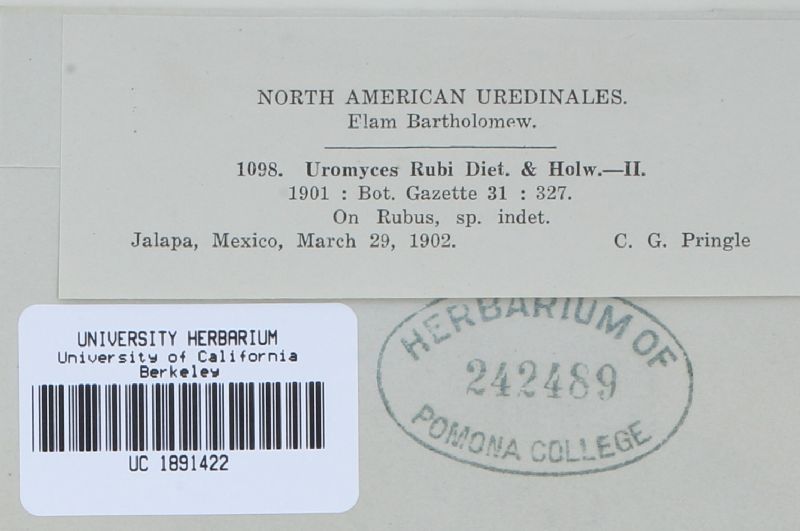 NORTH AMERICAN UREDINALES.
Elam Bartholomew.
1098. Uromyces Rubi Diet. & Holw.—II.
1901 : Bot. Gazette 31 : 327.
On Rubus, sp. indet.
Jalapa, Mexico, March 29, 1902. C. G. Pringle
HERBARIUM OF
242489
POMONA COLLEGE
UNIVERSITY HERBARIUM
University of California
Berkeley
UC 1891422